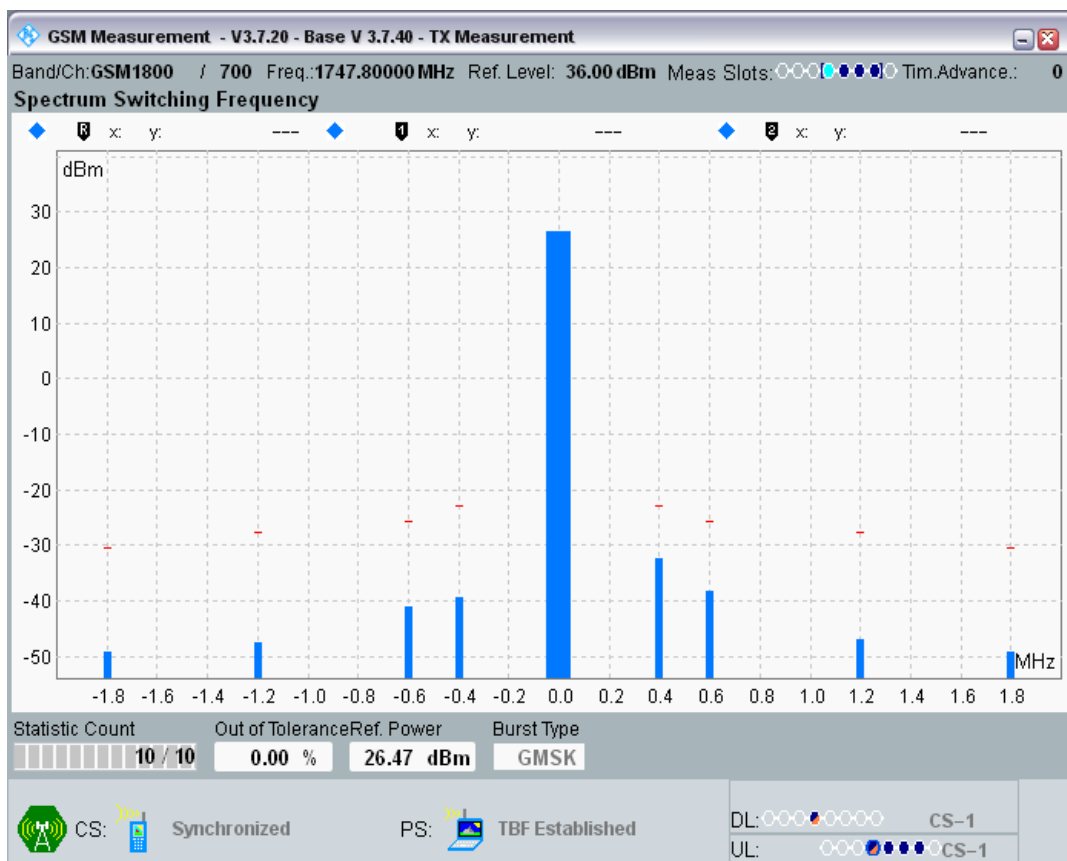 GSM Measurement - V3.7.20 - Base V 3.7.40 - TX Measurement
Band/Ch:GSM1800 / 700 Freq.:1747.80000 MHz Ref. Level: 36.00 dBm Meas Slots: Tim.Advance.: 0
Spectrum Switching Frequency
R x: y: --- 1 x: y: --- 2 x: y: ---
dBm
30
20
10
0
-10
-20
-30
-40
-50
MHz
-1.8 -1.6 -1.4 -1.2 -1.0 -0.8 -0.6 -0.4 -0.2 0.0 0.2 0.4 0.6 0.8 1.0 1.2 1.4 1.6 1.8
Statistic Count Out of Tolerance Ref. Power Burst Type
10 / 10 0.00 % 26.47 dBm GMSK
CS: Synchronized PS: TBF Established
DL: CS-1
UL: CS-1